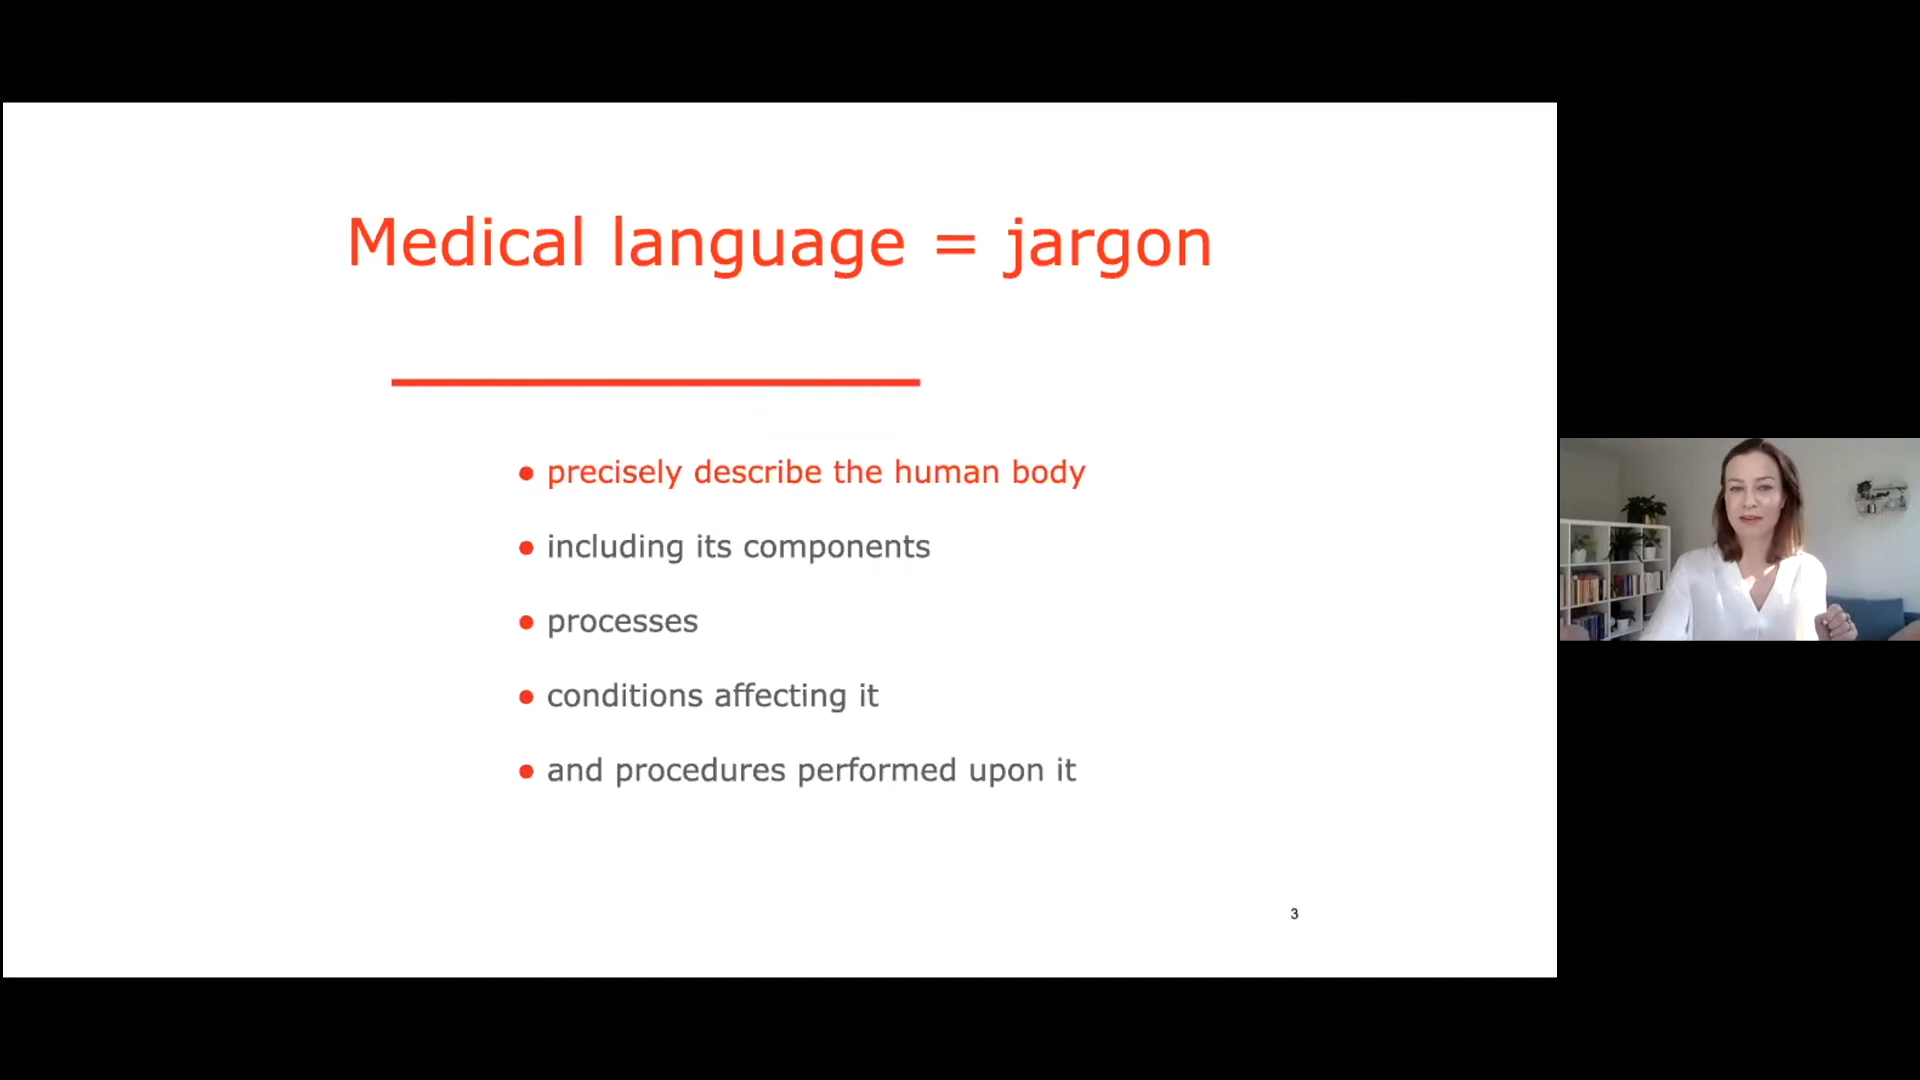 Medical language = jargon
● precisely describe the human body
● including its components
● processes
● conditions affecting it
● and procedures performed upon it
3